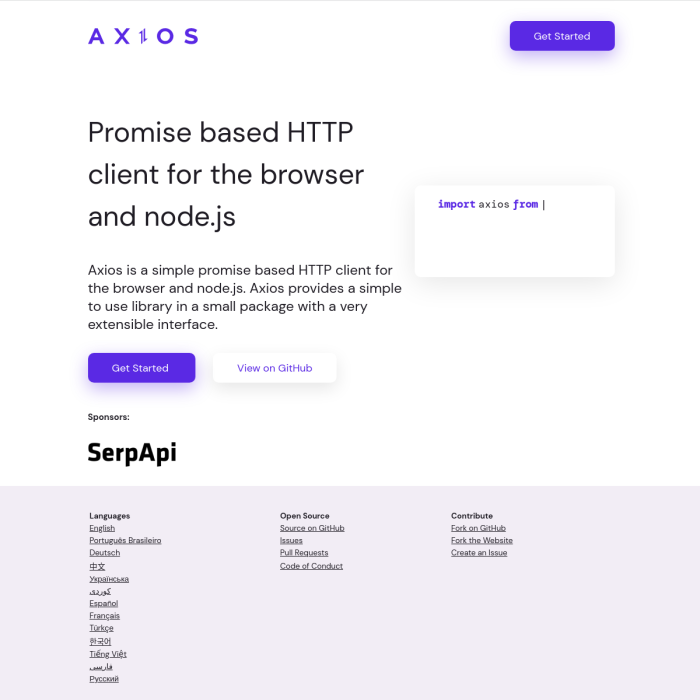 AXIOS
Get Started
Promise based HTTP
client for the browser
and node.js
import axios from |
Axios is a simple promise based HTTP client for
the browser and node.js. Axios provides a simple
to use library in a small package with a very
extensible interface.
Get Started
View on GitHub
Sponsors:
SerpApi
Languages
English
Português Brasileiro
Deutsch
中文
Українська
کوردی
Español
Français
Türkçe
한국어
Tiếng Việt
فارسی
Русский
Open Source
Source on GitHub
Issues
Pull Requests
Code of Conduct
Contribute
Fork on GitHub
Fork the Website
Create an Issue